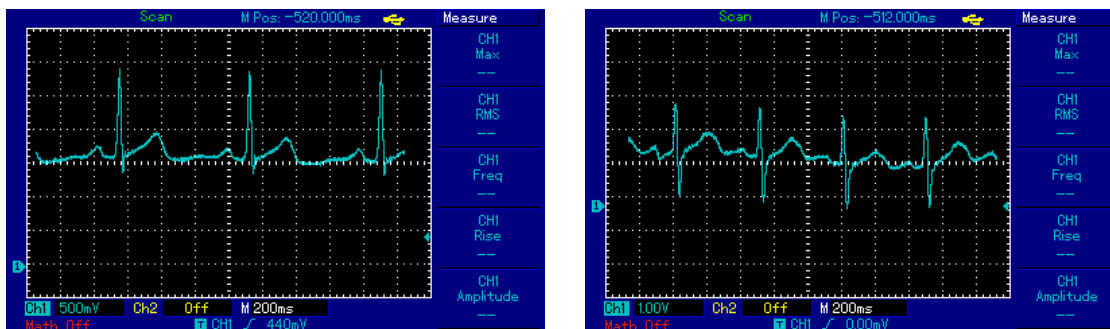 Scan M Pos: -520.000ms Measure
CH1
Max
--
CH1
RMS
--
CH1
Freq
--
CH1
Rise
--
CH1
Amplitude
--
1
Ch1 500mV Ch2 Off M 200ms
Math Off T CH1 / 440mV
Scan M Pos: -512.000ms Measure
CH1
Max
--
CH1
RMS
--
CH1
Freq
--
CH1
Rise
--
CH1
Amplitude
--
1
Ch1 1.00V Ch2 Off M 200ms
Math Off T CH1 / 0.00mV